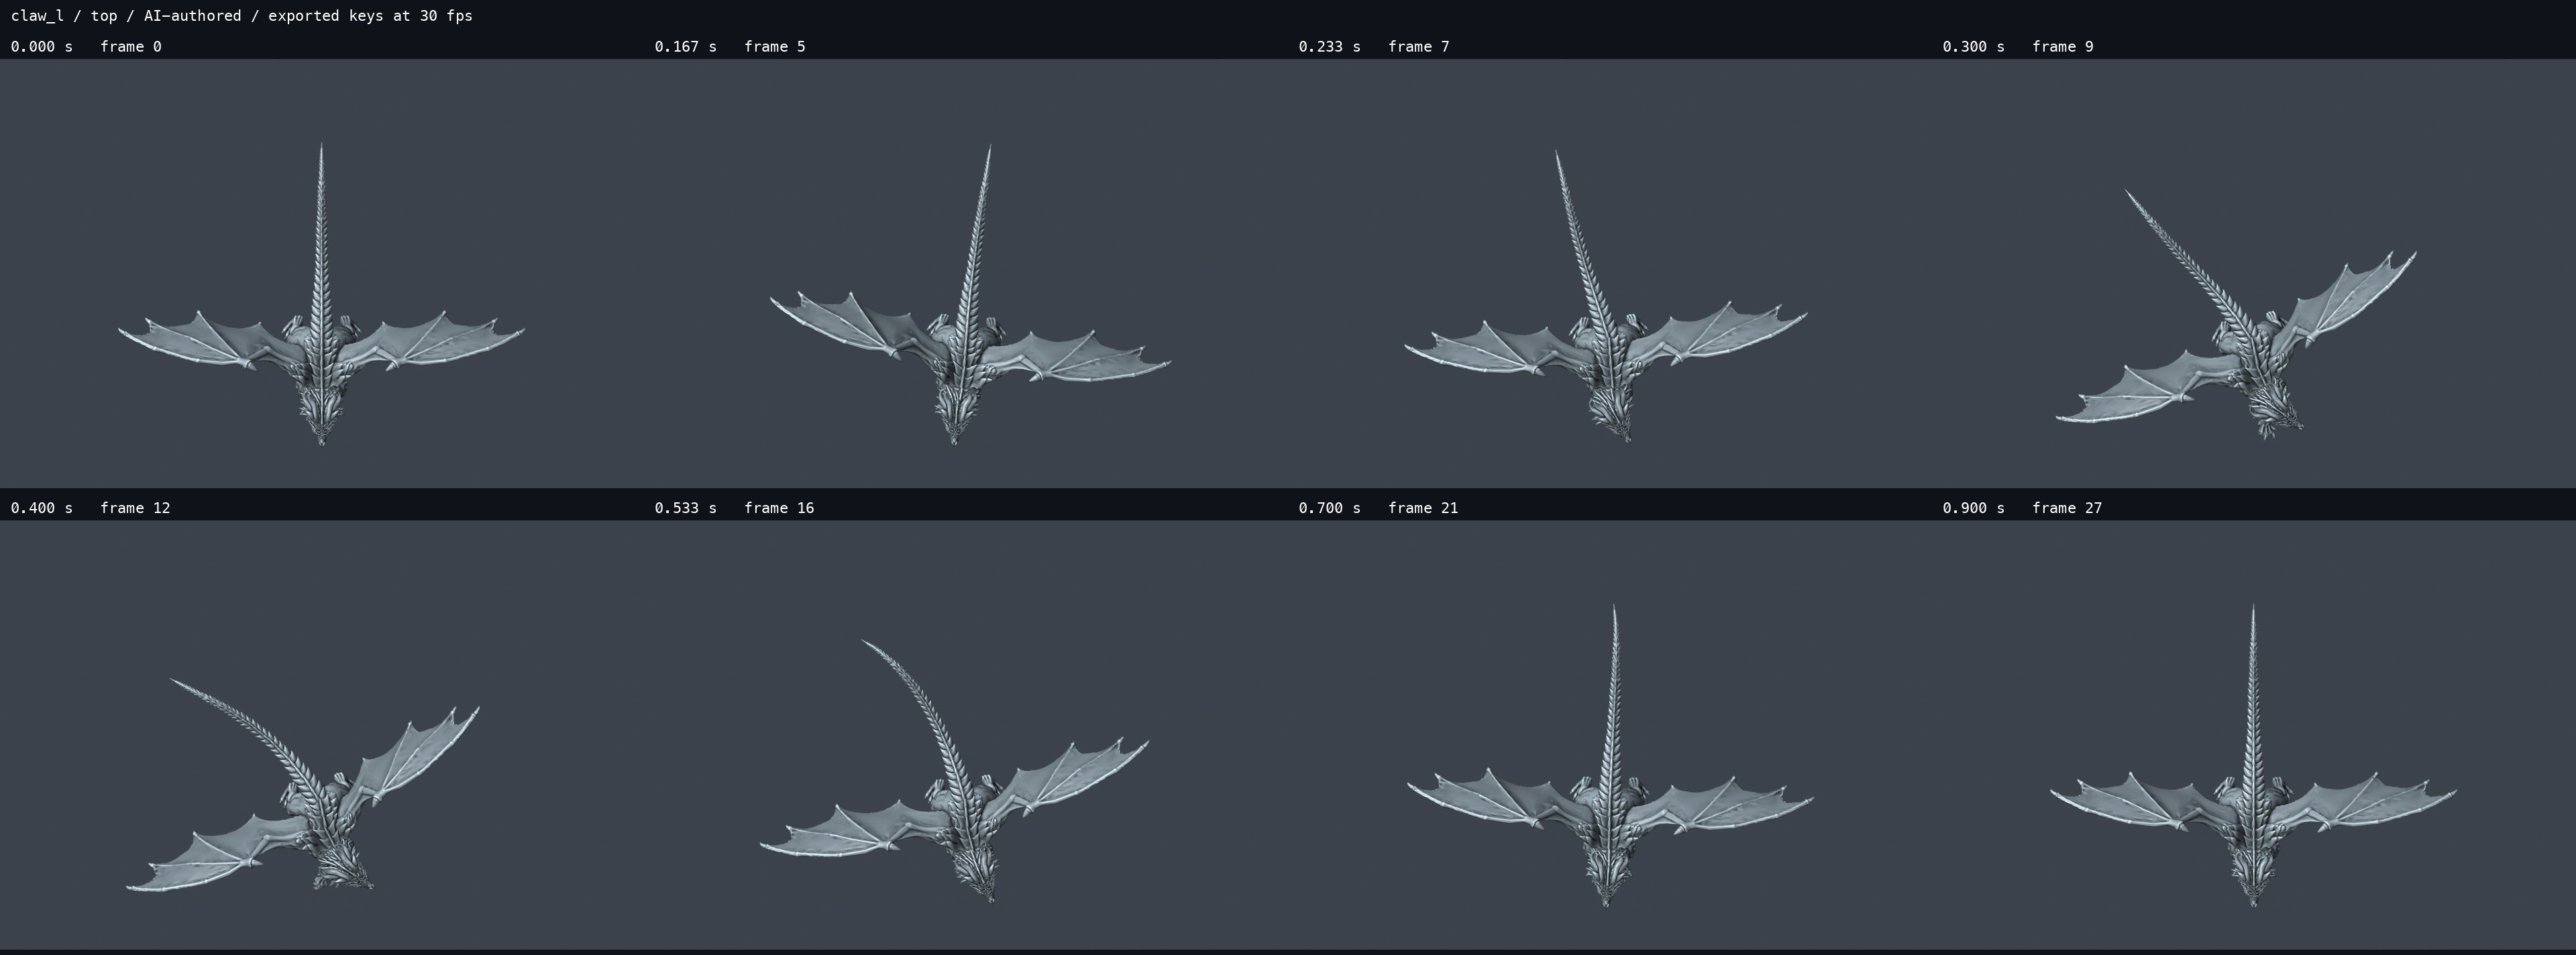 claw_l / top / AI-authored / exported keys at 30 fps
0.000 s frame 0
0.167 s frame 5
0.233 s frame 7
0.300 s frame 9
0.400 s frame 12
0.533 s frame 16
0.700 s frame 21
0.900 s frame 27